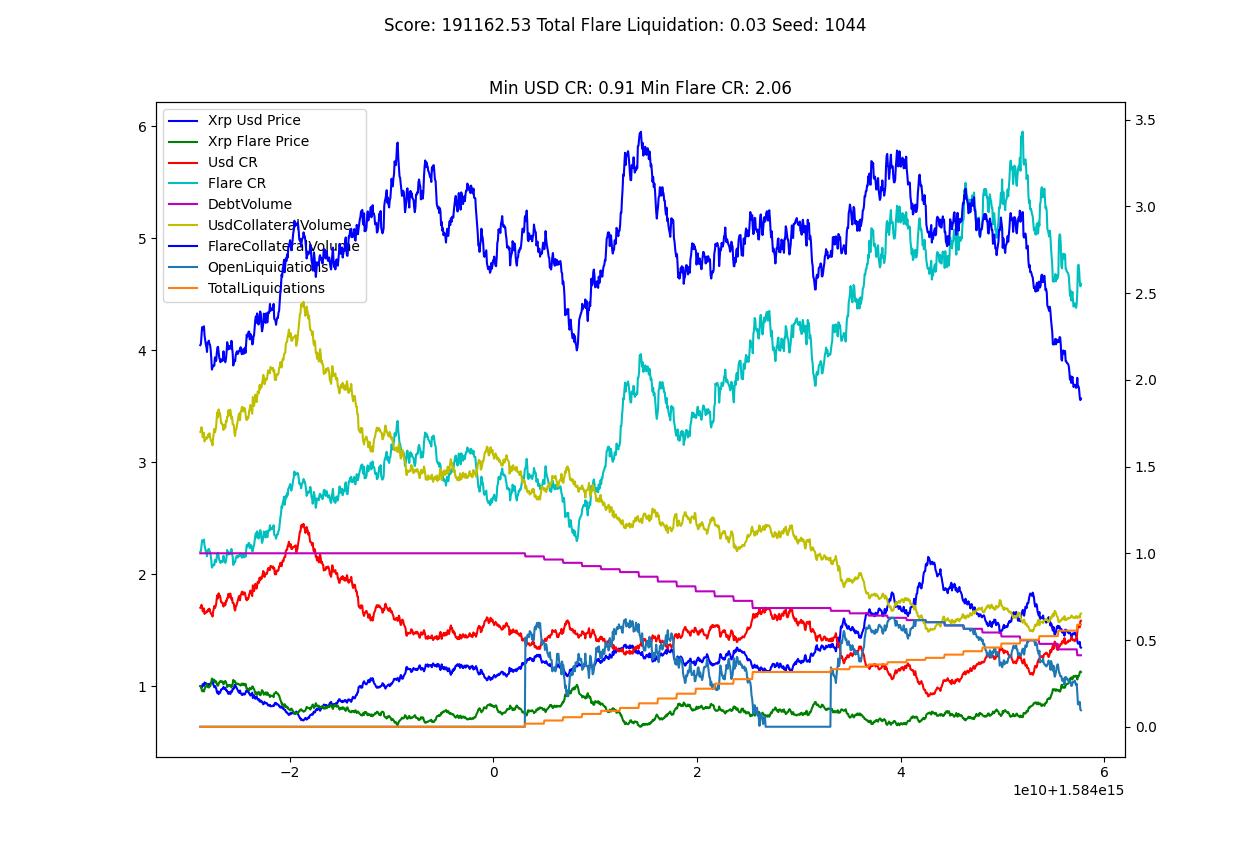 Score: 191162.53 Total Flare Liquidation: 0.03 Seed: 1044
Min USD CR: 0.91 Min Flare CR: 2.06
Xrp Usd Price
Xrp Flare Price
Usd CR
Flare CR
DebtVolume
UsdCollateralVolume
FlareCollateralVolume
OpenLiquidations
TotalLiquidations
6
5
4
3
2
1
3.5
3.0
2.5
2.0
1.5
1.0
0.5
0.0
−2
0
2
4
6
1e10+1.584e15